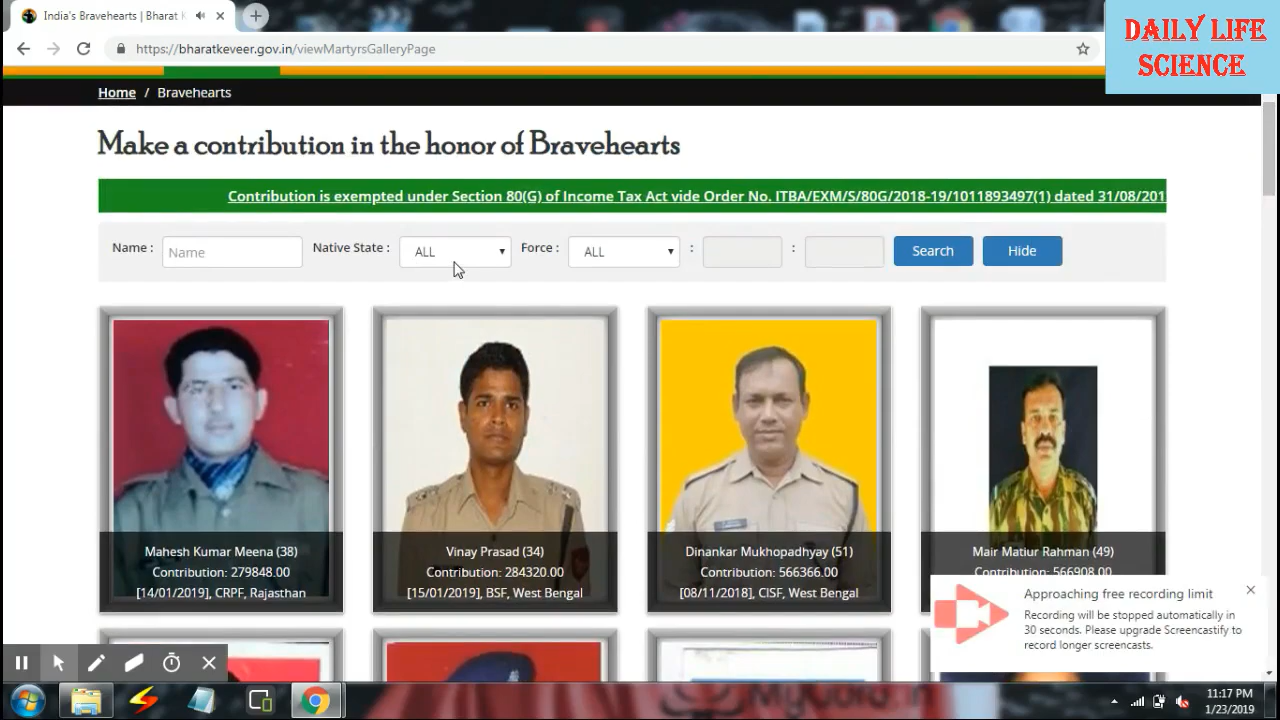 India's Bravehearts | Bharat K
https://bharatkeveer.gov.in/viewMartyrsGalleryPage
DAILY LIFE
SCIENCE
Home / Bravehearts
Make a contribution in the honor of Bravehearts
Contribution is exempted under Section 80(G) of Income Tax Act vide Order No. ITBA/EXM/S/80G/2018-19/1011893497(1) dated 31/08/201
Name : Name Native State : ALL Force : ALL : : Search Hide
Mahesh Kumar Meena (38)
Contribution: 279848.00
[14/01/2019], CRPF, Rajasthan
Vinay Prasad (34)
Contribution: 284320.00
[15/01/2019], BSF, West Bengal
Dinankar Mukhopadhyay (51)
Contribution: 566366.00
[08/11/2018], CISF, West Bengal
Mair Matiur Rahman (49)
Contribution: 566908.00
Approaching free recording limit
Recording will be stopped automatically in
30 seconds. Please upgrade Screencastify to
record longer screencasts.
11:17 PM
1/23/2019